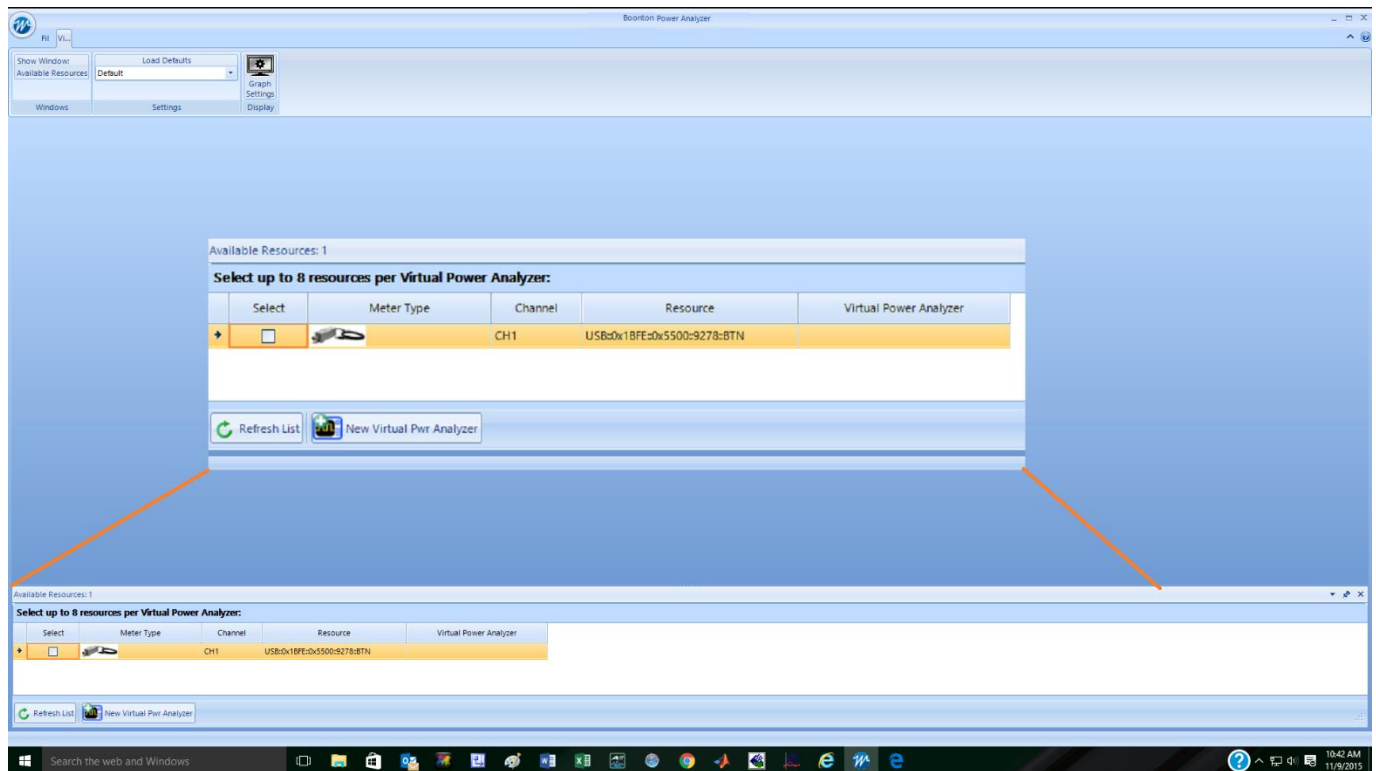 Boonton Power Analyzer
Fil Vi...
Show Window:
Available Resources
Load Defaults
Default
Graph
Settings
Windows
Settings
Display
Available Resources: 1
Select up to 8 resources per Virtual Power Analyzer:
Select Meter Type Channel Resource Virtual Power Analyzer
CH1 USB::0x1BFE::0x5500::9278::BTN
Refresh List New Virtual Pwr Analyzer
Available Resources: 1
Select up to 8 resources per Virtual Power Analyzer:
Select Meter Type Channel Resource Virtual Power Analyzer
CH1 USB::0x1BFE::0x5500::9278::BTN
Refresh List New Virtual Pwr Analyzer
Search the web and Windows
10:42 AM
11/9/2015